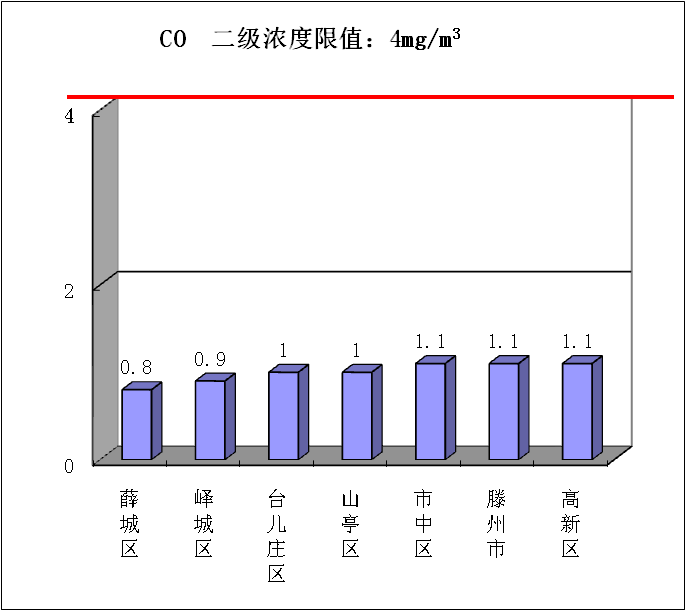 CO 二级浓度限值：4mg/m³
4
2
0
0.8
0.9
1
1
1.1
1.1
1.1
薛城区
峄城区
台儿庄区
山亭区
市中区
滕州市
高新区